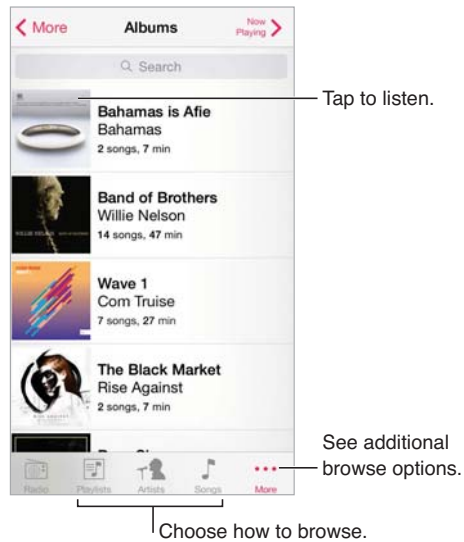 More
Albums
Now
Playing
Search
Bahamas is Afie
Bahamas
2 songs, 7 min
Tap to listen.
Band of Brothers
Willie Nelson
14 songs, 47 min
WILLIE NELSON
Wave 1
Com Truise
7 songs, 27 min
The Black Market
Rise Against
2 songs, 7 min
See additional
browse options.
Radio
Playlists
Artists
Songs
More
Choose how to browse.